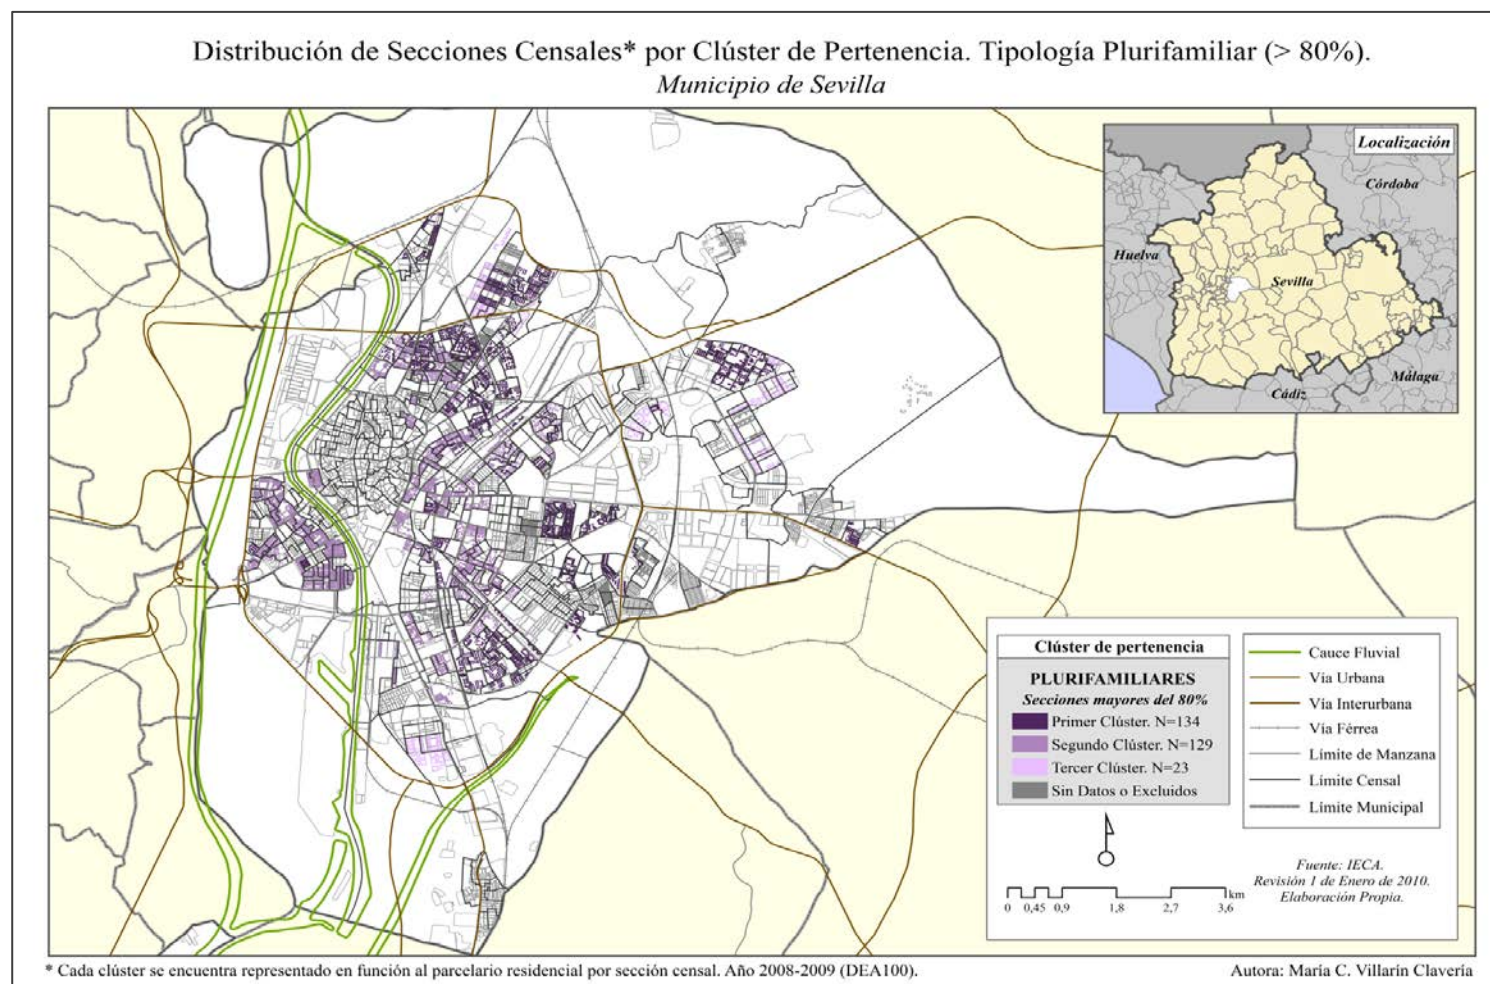 Distribución de Secciones Censales* por Clúster de Pertenencia. Tipología Plurifamiliar (> 80%).
Municipio de Sevilla
Localización
Córdoba
Huelva
Sevilla
Málaga
Cádiz
Clúster de pertenencia
PLURIFAMILIARES
Secciones mayores del 80%
Primer Clúster. N=134
Segundo Clúster. N=129
Tercer Clúster. N=23
Sin Datos o Excluidos
Cauce Fluvial
Vía Urbana
Vía Interurbana
Vía Férrea
Límite de Manzana
Límite Censal
Límite Municipal
Fuente: IECA.
Revisión 1 de Enero de 2010.
Elaboración Propia.
km
0 0,45 0,9 1,8 2,7 3,6
* Cada clúster se encuentra representado en función al parcelario residencial por sección censal. Año 2008-2009 (DEA100).
Autora: María C. Villarín Clavería